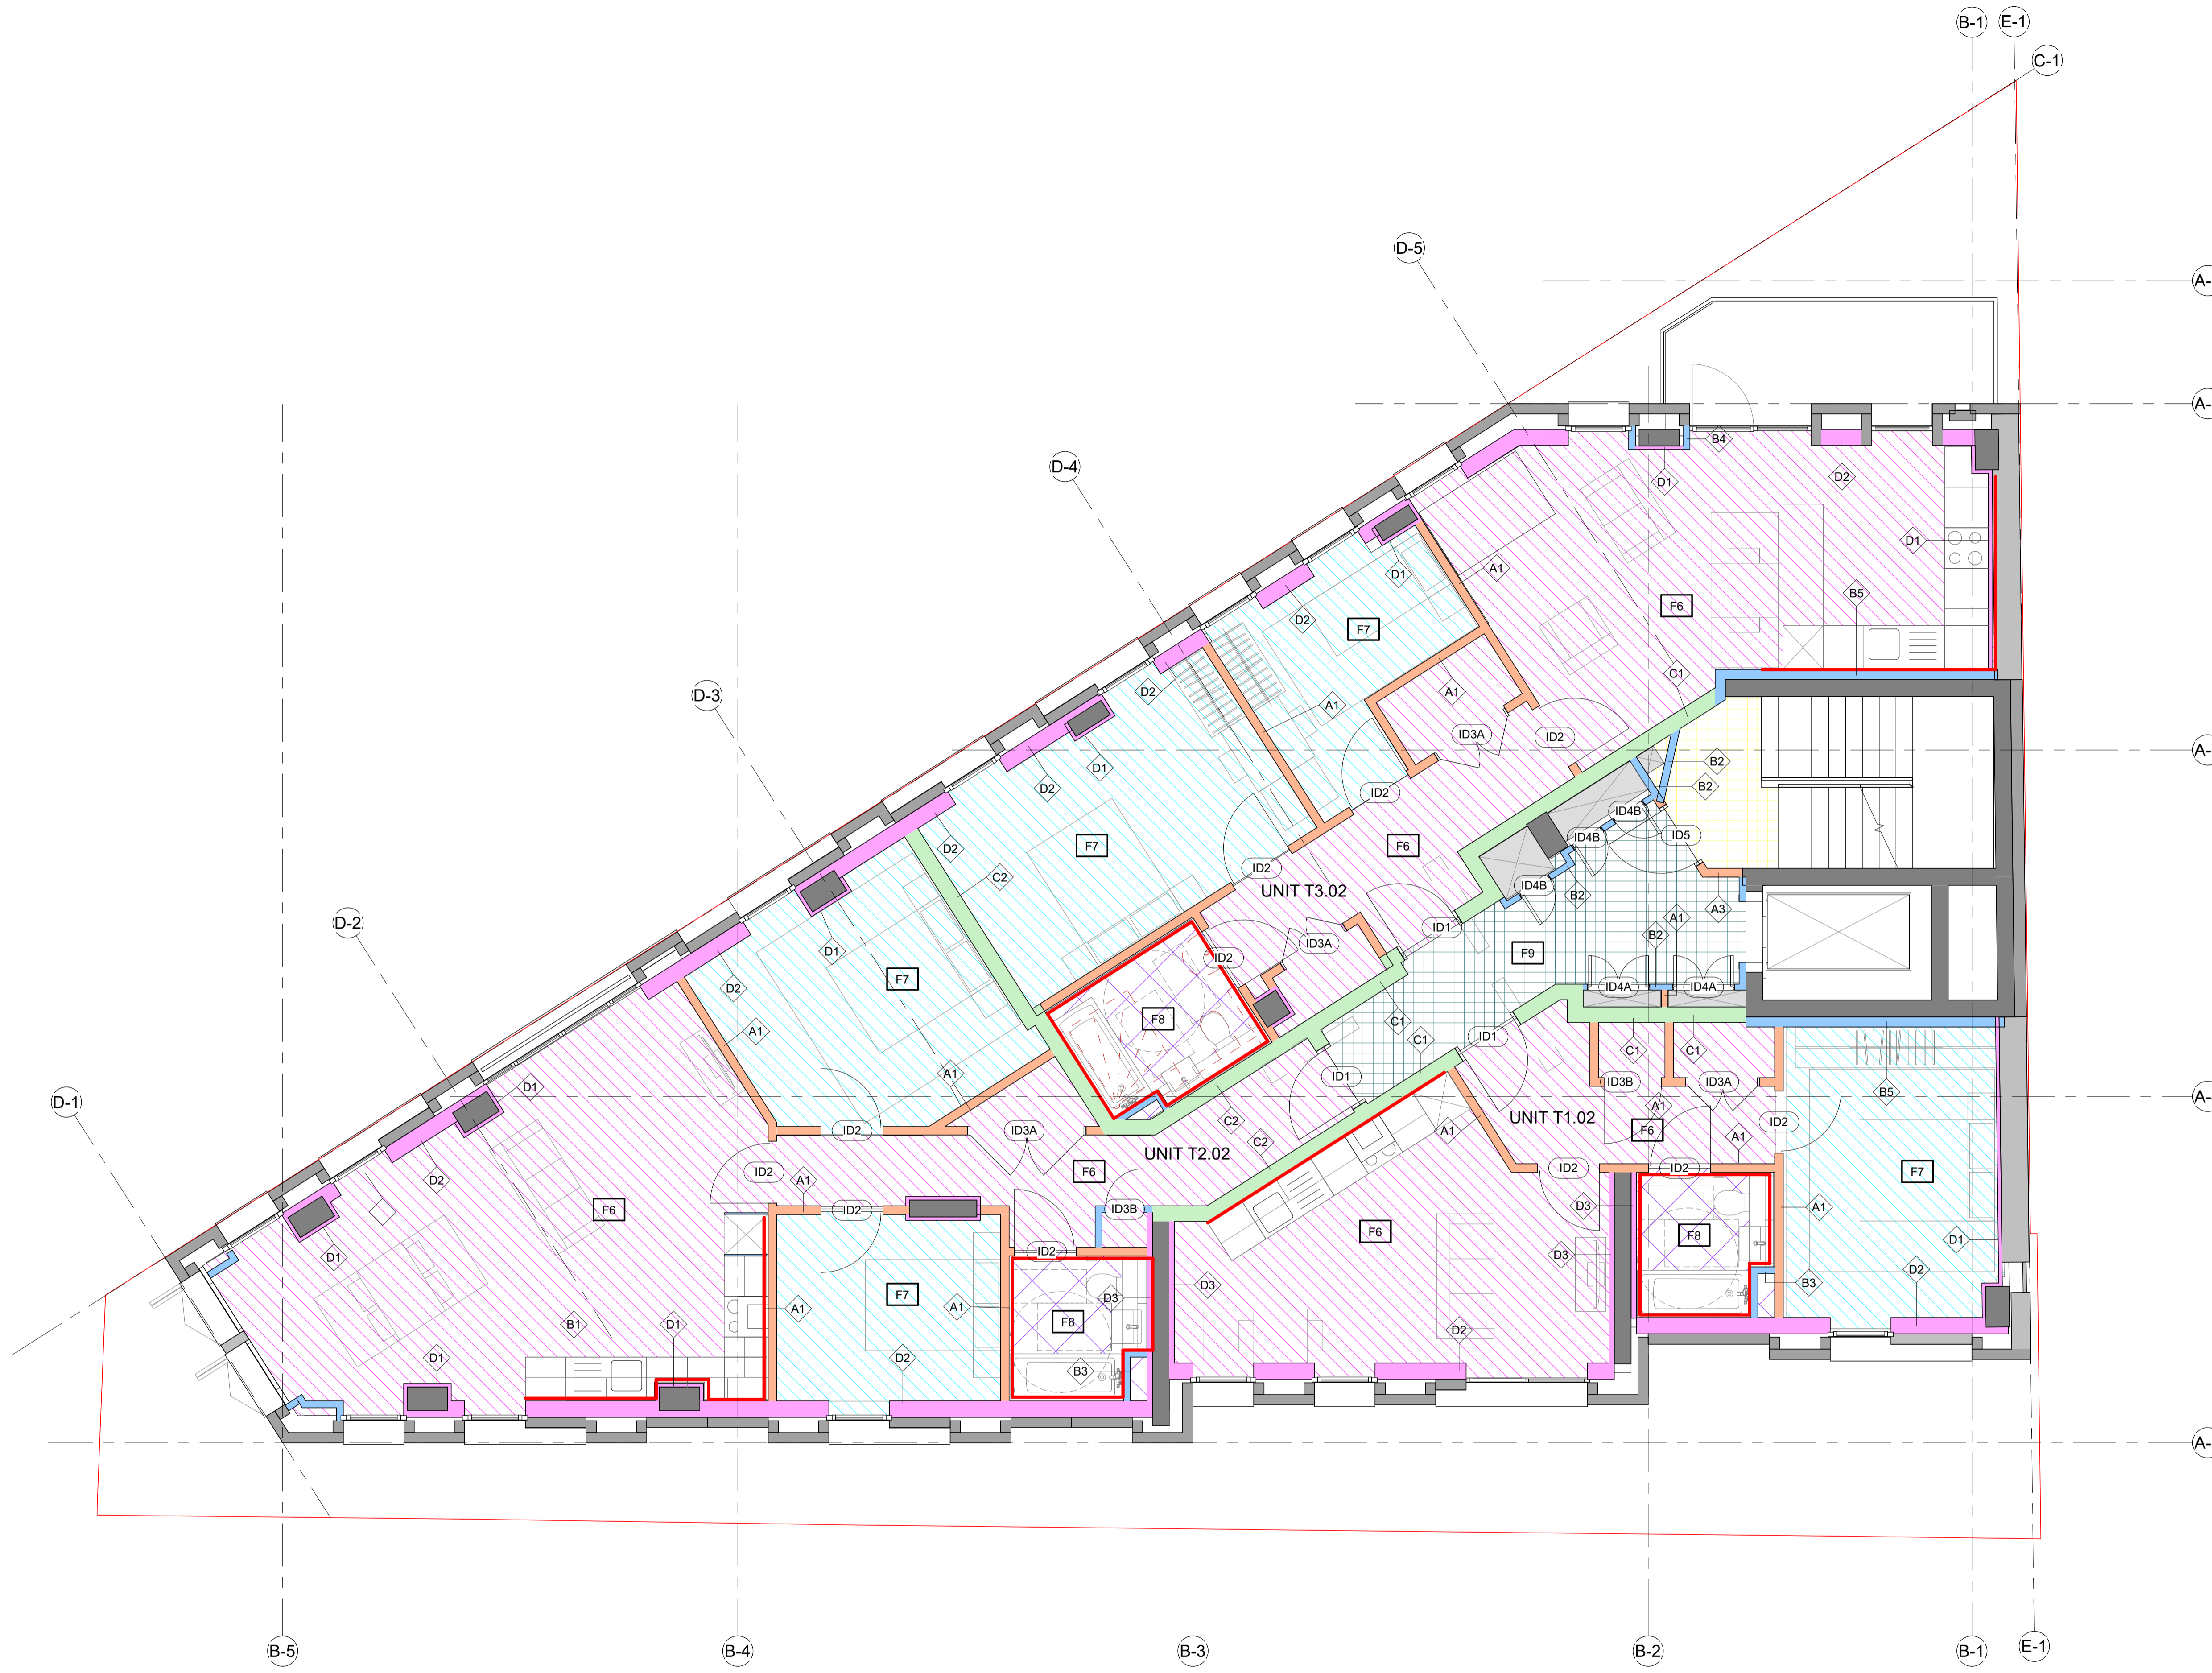 B-1
E-1
C-1
D-5
A-
A-
D-4
B4
D1
D2
D1
D1
A1
B5
F6
D2
F7
C1
D-3
D2
A1
A1
ID3A
ID2
A-
D1
B2
D2
B2
ID2
ID4B
ID4B
ID5
D2
F7
F6
C2
ID2
ID4B
B2
A3
UNIT T3.02
D-2
D1
ID1
A1
ID3A
F9
B2
ID2
F7
D2
ID4A
ID4A
C1
F8
A1
ID1
C1
C1
C1
D1
A1
ID1
ID3B
ID3A
B5
D-1
A-
A1
UNIT T1.02
C2
ID2
ID2
ID3A
F6
C2
A1
A1
UNIT T2.02
D2
ID2
F6
ID2
ID2
F7
A1
D3
A1
F6
ID2
ID3B
F6
F8
D1
D1
ID2
D3
D3
D2
B3
F7
D3
A1
A1
F8
B1
D1
D2
D1
D2
B3
A-
B-5
B-4
B-3
B-2
B-1
E-1